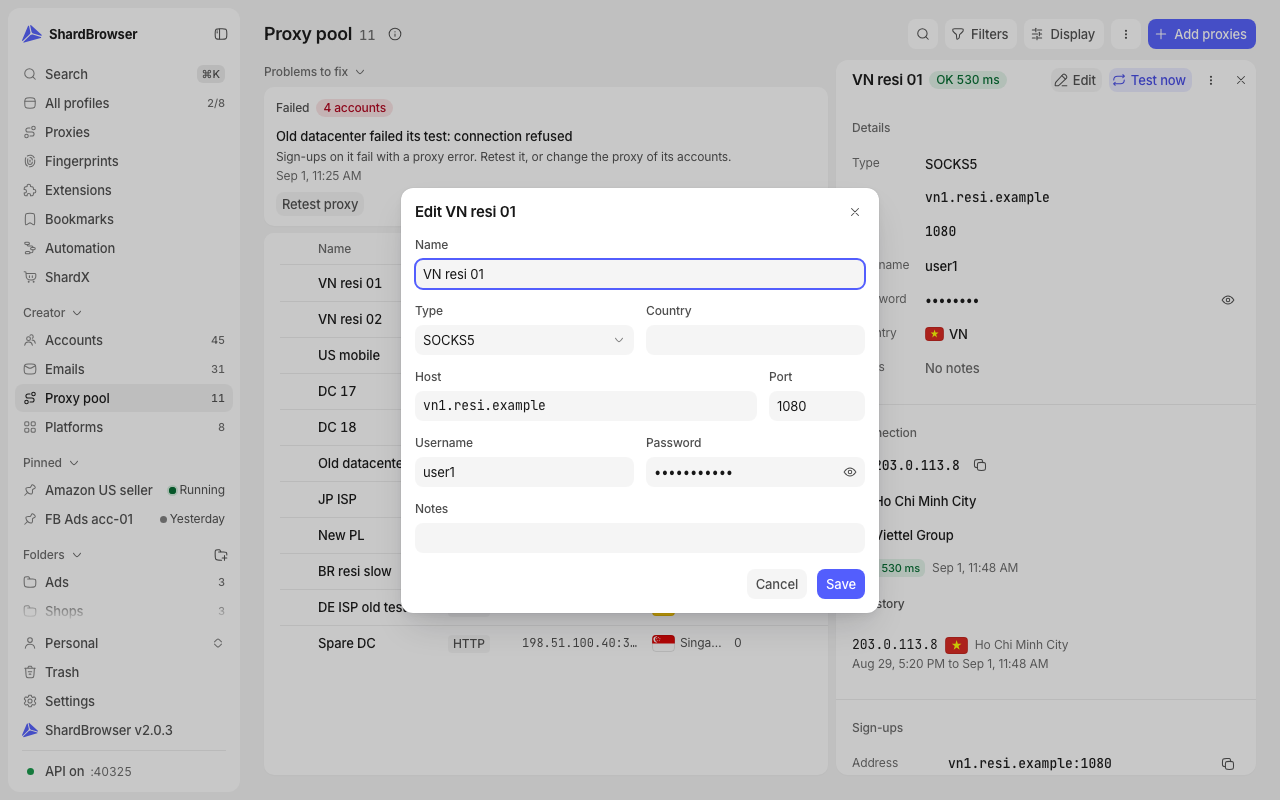 ShardBrowser
Search
⌘K
All profiles
2/8
Proxies
Fingerprints
Extensions
Bookmarks
Automation
ShardX
Creator
Accounts
45
Emails
31
Proxy pool
11
Platforms
8
Pinned
Amazon US seller
Running
FB Ads acc-01
Yesterday
Folders
Ads
3
Shops
3
Personal
Trash
Settings
ShardBrowser v2.0.3
API on :40325
Proxy pool 11
Filters
Display
Add proxies
Problems to fix
Failed 4 accounts
Old datacenter failed its test: connection refused
Sign-ups on it fail with a proxy error. Retest it, or change the proxy of its accounts.
Sep 1, 11:25 AM
Retest proxy
Name
VN resi 01
VN resi 02
US mobile
DC 17
DC 18
Old datacente
JP ISP
New PL
BR resi slow
DE ISP old tes
Spare DC
HTTP
198.51.100.40:3…
Singa…
0
Edit VN resi 01
Name
VN resi 01
Type
Country
SOCKS5
Host
Port
vn1.resi.example
1080
Username
Password
user1
•••••••••••
Notes
Cancel
Save
VN resi 01
OK 530 ms
Edit
Test now
Details
Type
SOCKS5
vn1.resi.example
1080
name
user1
word
••••••••
ntry
VN
s
No notes
nection
203.0.113.8
Ho Chi Minh City
Viettel Group
530 ms
Sep 1, 11:48 AM
story
203.0.113.8
Ho Chi Minh City
Aug 29, 5:20 PM to Sep 1, 11:48 AM
Sign-ups
Address
vn1.resi.example:1080